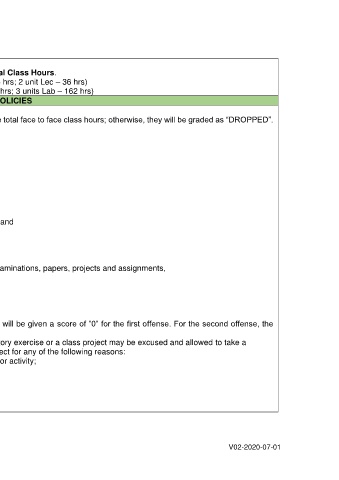 al Class Hours.
hrs; 2 unit Lec – 36 hrs)
hrs; 3 units Lab – 162 hrs)
OLICIES
total face to face class hours; otherwise, they will be graded as "DROPPED".
and
aminations, papers, projects and assignments,
will be given a score of "0" for the first offense. For the second offense, the
ory exercise or a class project may be excused and allowed to take a
ect for any of the following reasons:
or activity;
V02-2020-07-01